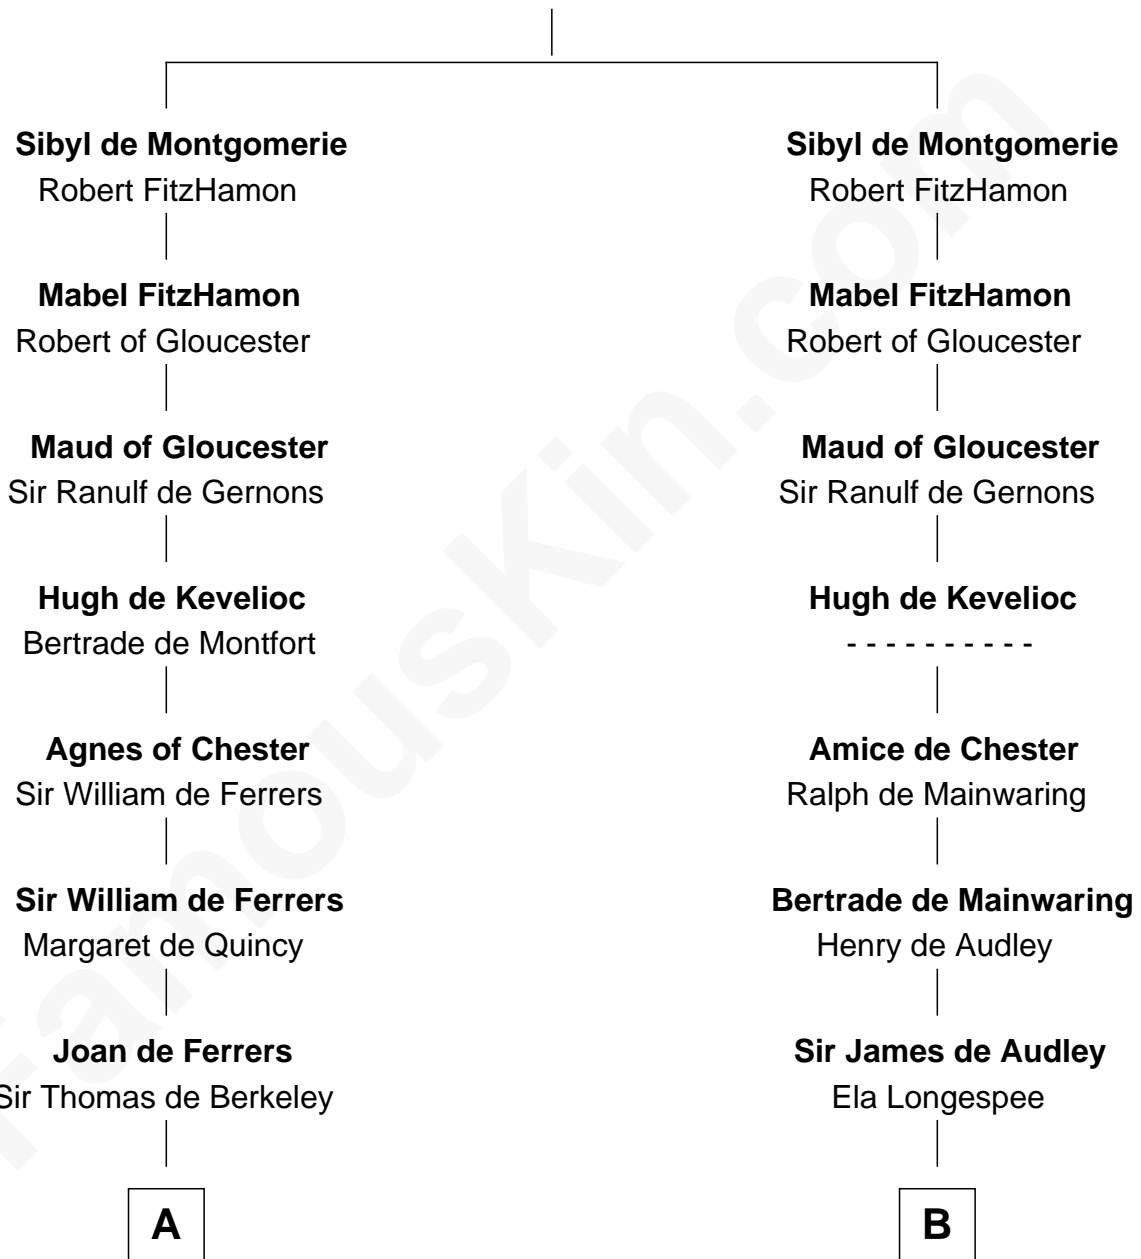 Sibyl de Montgomerie
Robert FitzHamon
Mabel FitzHamon
Robert of Gloucester
Maud of Gloucester
Sir Ranulf de Gernons
Hugh de Kevelioc
Bertrade de Montfort
Agnes of Chester
Sir William de Ferrers
Sir William de Ferrers
Margaret de Quincy
Joan de Ferrers
Sir Thomas de Berkeley
A
Sibyl de Montgomerie
Robert FitzHamon
Mabel FitzHamon
Robert of Gloucester
Maud of Gloucester
Sir Ranulf de Gernons
Hugh de Kevelioc
- - - - - - - - - -
Amice de Chester
Ralph de Mainwaring
Bertrade de Mainwaring
Henry de Audley
Sir James de Audley
Ela Longespee
B
FamousKin.com